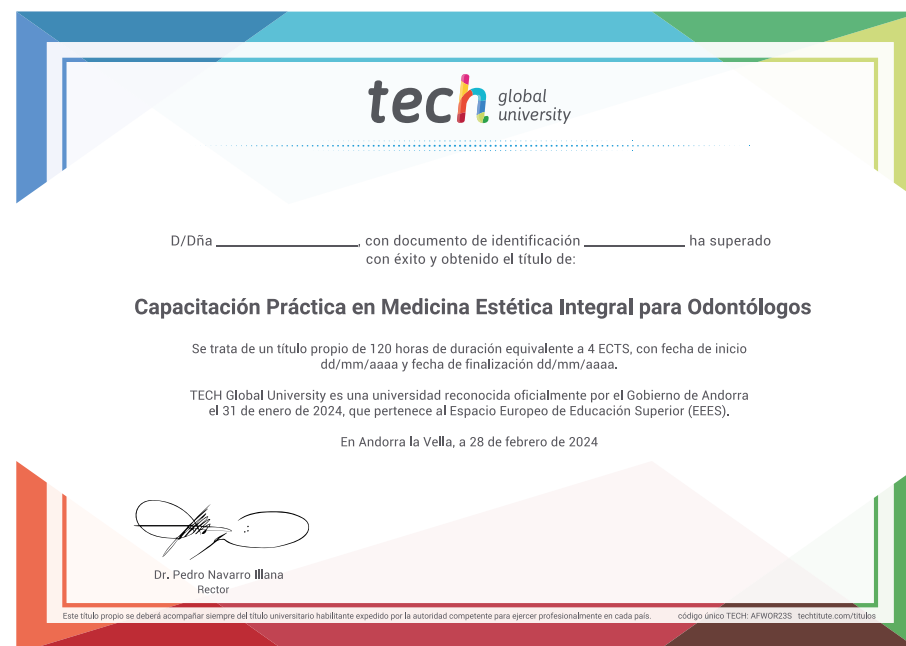 tech global university
D/Dña ____________, con documento de identificación ____________ ha superado
con éxito y obtenido el título de:
Capacitación Práctica en Medicina Estética Integral para Odontólogos
Se trata de un título propio de 120 horas de duración equivalente a 4 ECTS, con fecha de inicio
dd/mm/aaaa y fecha de finalización dd/mm/aaaa.
TECH Global University es una universidad reconocida oficialmente por el Gobierno de Andorra
el 31 de enero de 2024, que pertenece al Espacio Europeo de Educación Superior (EEES).
En Andorra la Vella, a 28 de febrero de 2024
Dr. Pedro Navarro Illana
Rector
Este título propio se deberá acompañar siempre del título universitario habilitante expedido por la autoridad competente para ejercer profesionalmente en cada país. código único TECH: AFWOR23S techtitute.com/titulos